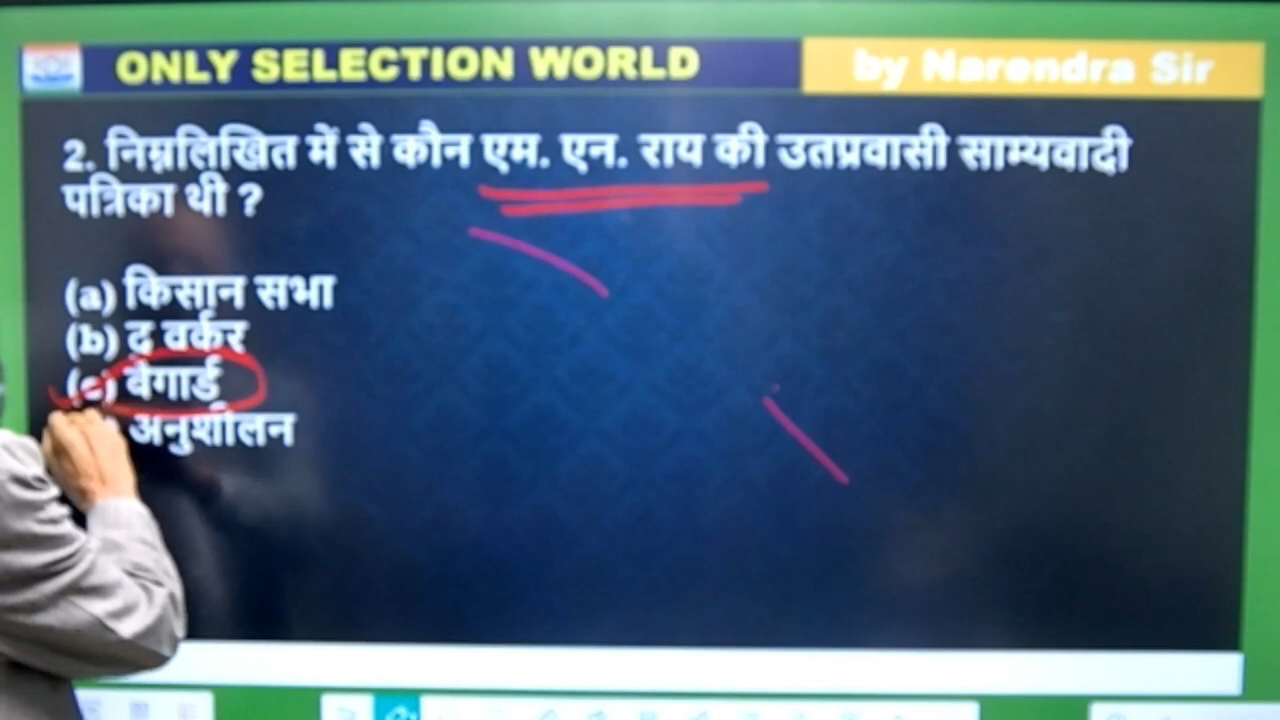 ONLY SELECTION WORLD
by Narendra Sir
2. निम्नलिखित में से कौन एम. एन. राय की उतप्रवासी साम्यवादी
पत्रिका थी ?
(a) किसान सभा
(b) द वर्कर
(c) वैगार्ड
अनुशीलन